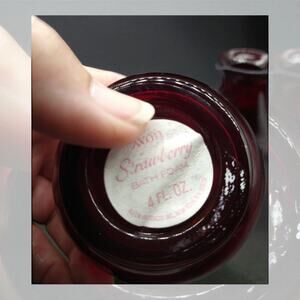 Avon
Strawberry
BATH FOAM
4 FL. OZ.